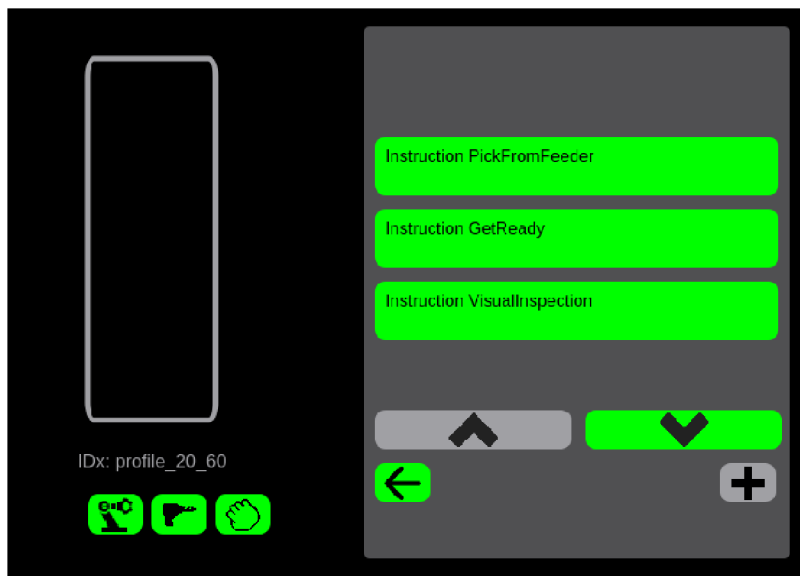 Instruction PickFromFeeder
Instruction GetReady
Instruction VisualInspection
IDx: profile_20_60